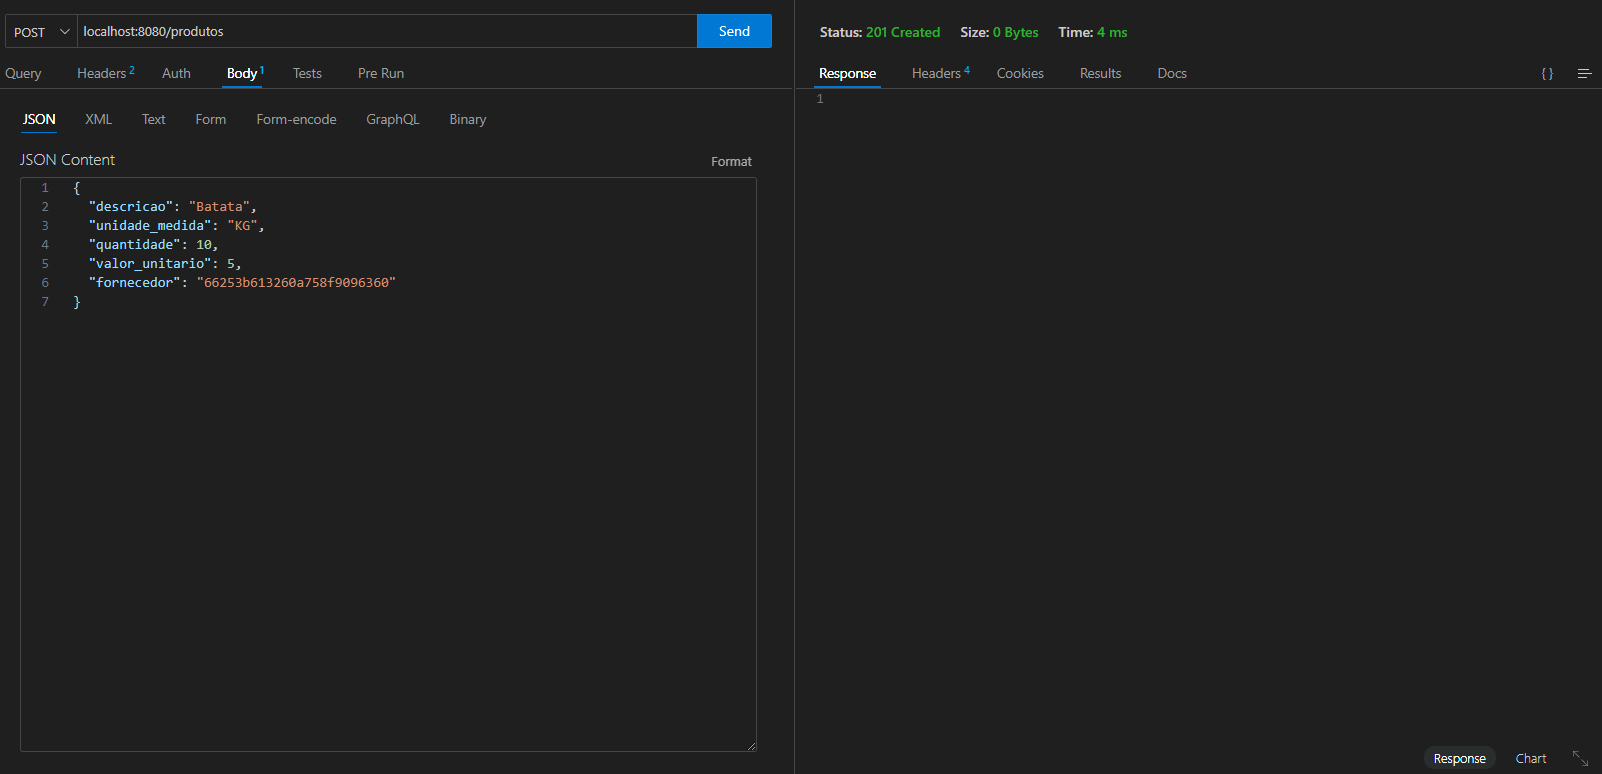 POST localhost:8080/produtos Send
Query Headers 2 Auth Body 1 Tests Pre Run
JSON XML Text Form Form-encode GraphQL Binary
JSON Content Format
1 {
2 "descricao": "Batata",
3 "unidade_medida": "KG",
4 "quantidade": 10,
5 "valor_unitario": 5,
6 "fornecedor": "66253b613260a758f9096360"
7 }
Status: 201 Created Size: 0 Bytes Time: 4 ms
Response Headers 4 Cookies Results Docs { }
1
Response Chart